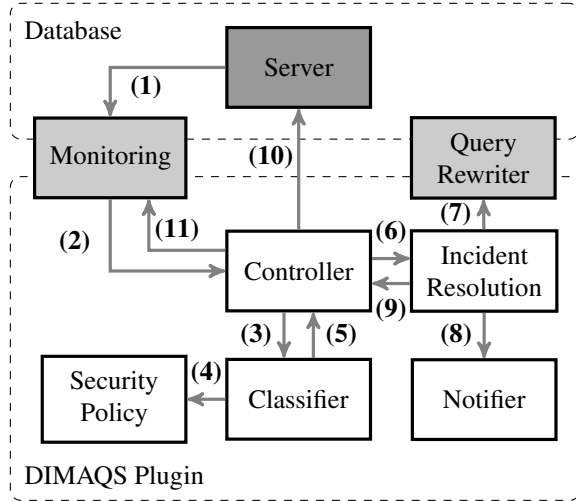 Database
Server
(1)
Monitoring
(10)
Query
Rewriter
(2)
(11)
(6)
(7)
Controller
Incident
Resolution
(9)
(3)
(5)
(8)
(4)
Security
Policy
Classifier
Notifier
DIMAQS Plugin